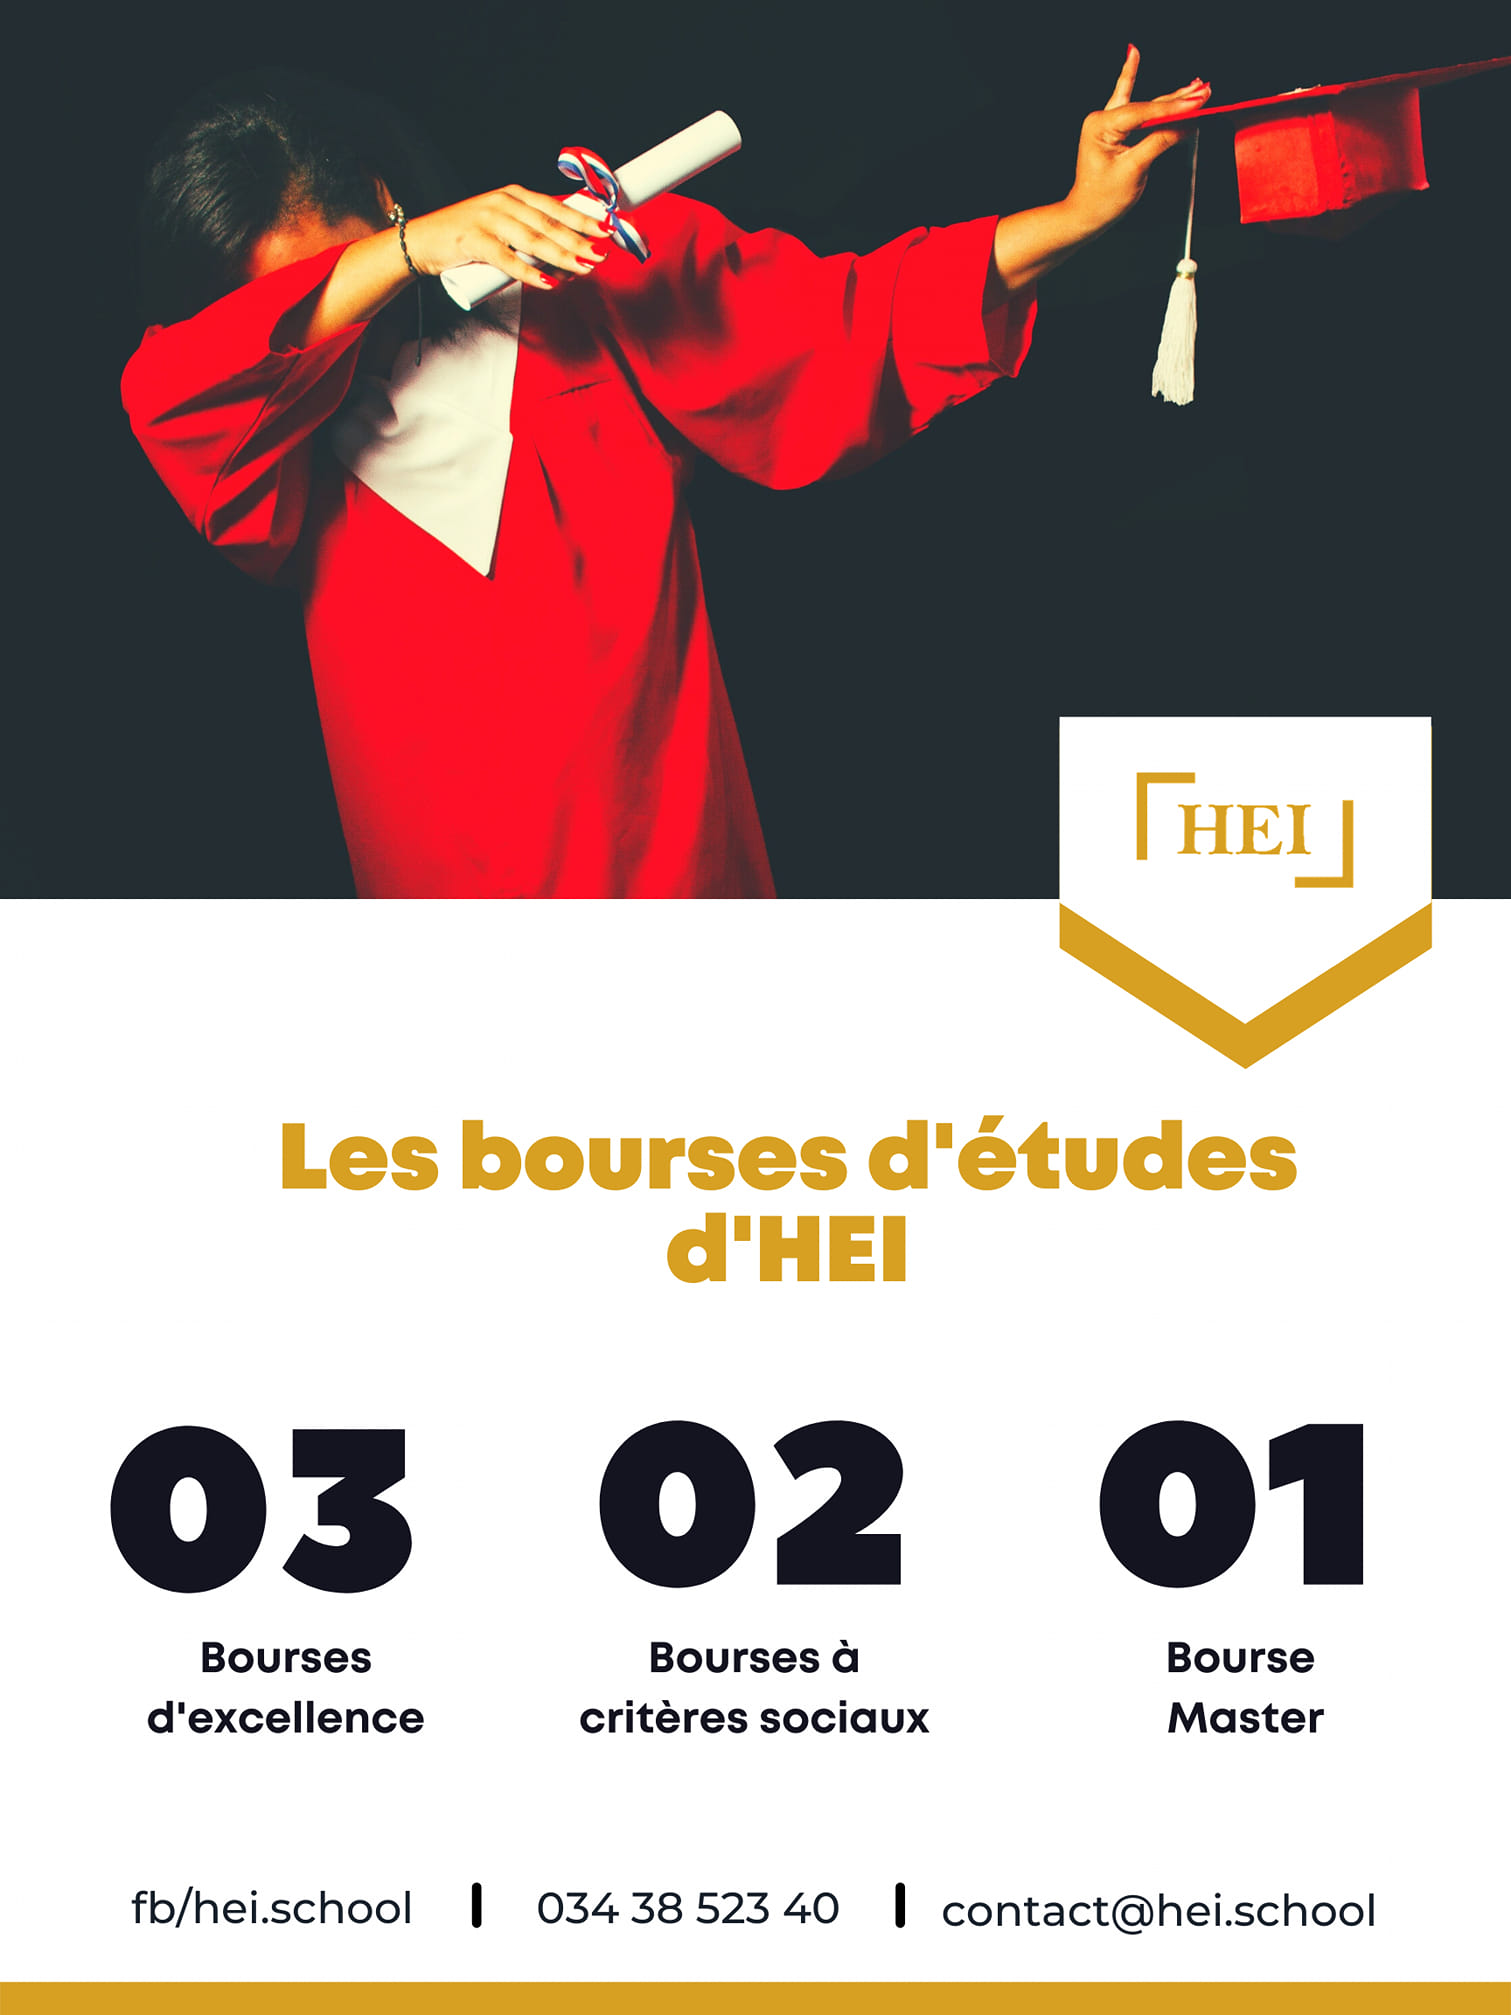 HEI
Les bourses d'études
d'HEI
03
02
01
Bourses
d'excellence
Bourses à
critères sociaux
Bourse
Master
fb/hei.school
034 38 523 40
contact@hei.school